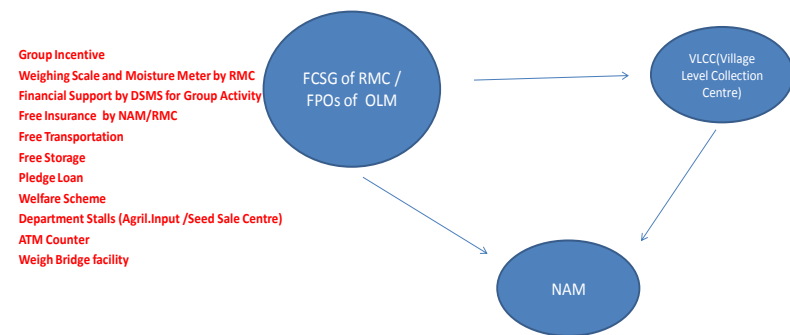 Group Incentive
Weighing Scale and Moisture Meter by RMC
Financial Support by DSMS for Group Activity
Free Insurance by NAM/RMC
Free Transportation
Free Storage
Pledge Loan
Welfare Scheme
Department Stalls (Agril.Input /Seed Sale Centre)
ATM Counter
Weigh Bridge facility
FCSG of RMC /
FPOs of OLM
VLCC(Village
Level Collection
Centre)
NAM